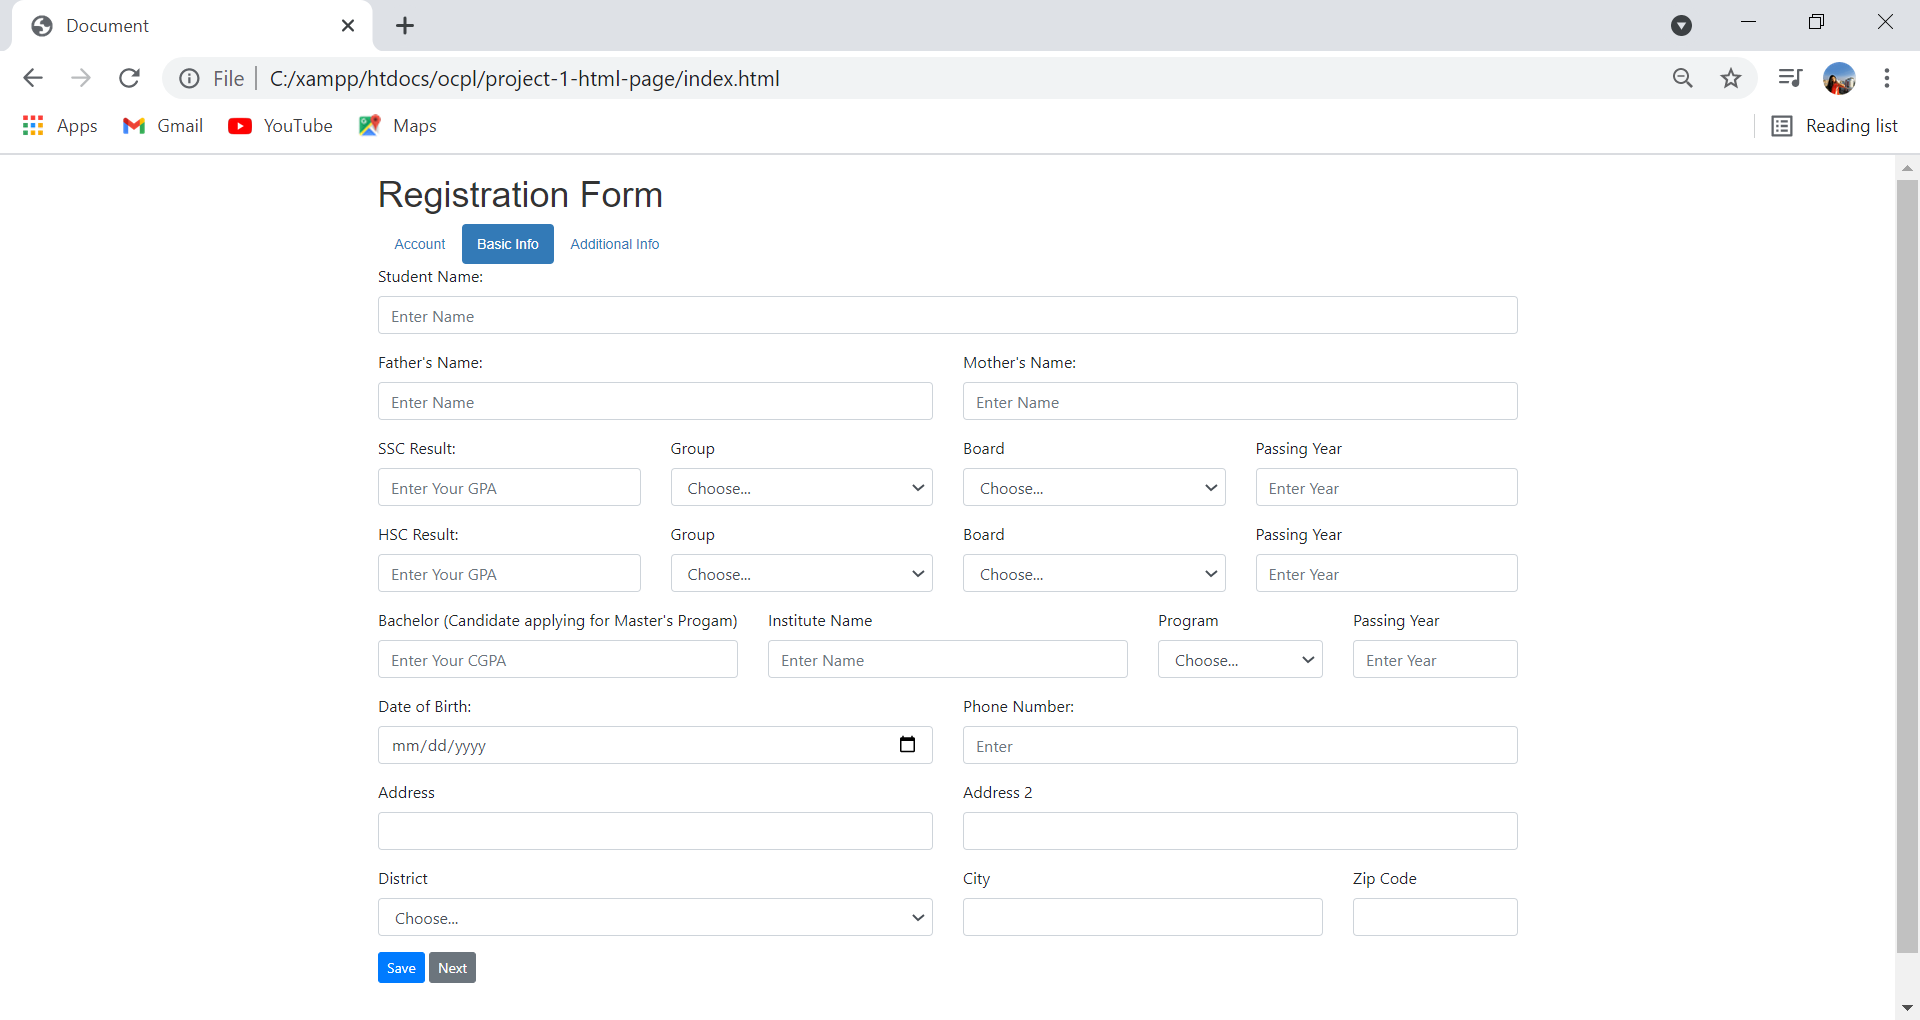 Document
File C:/xampp/htdocs/ocpl/project-1-html-page/index.html
Apps Gmail YouTube Maps Reading list
Registration Form
Account Basic Info Additional Info
Student Name:
Enter Name
Father's Name: Mother's Name:
Enter Name Enter Name
SSC Result: Group Board Passing Year
Enter Your GPA Choose... Choose... Enter Year
HSC Result: Group Board Passing Year
Enter Your GPA Choose... Choose... Enter Year
Bachelor (Candidate applying for Master's Progam) Institute Name Program Passing Year
Enter Your CGPA Enter Name Choose... Enter Year
Date of Birth: Phone Number:
mm/dd/yyyy Enter
Address Address 2
District City Zip Code
Choose...
Save Next